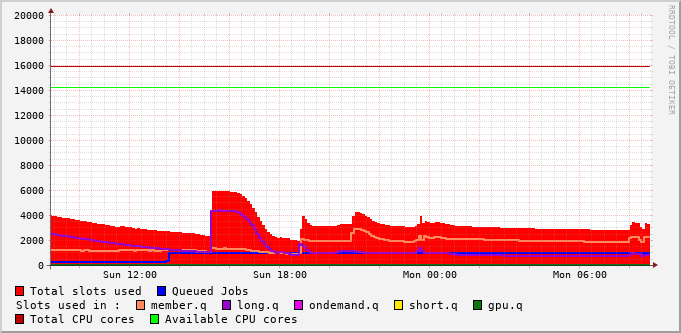 RRDTOOL / TOBI OETIKER
20000
18000
16000
14000
12000
10000
8000
6000
4000
2000
0
Sun 12:00 Sun 18:00 Mon 00:00 Mon 06:00
Total slots used Queued Jobs
Slots used in : member.q long.q ondemand.q short.q gpu.q
Total CPU cores Available CPU cores